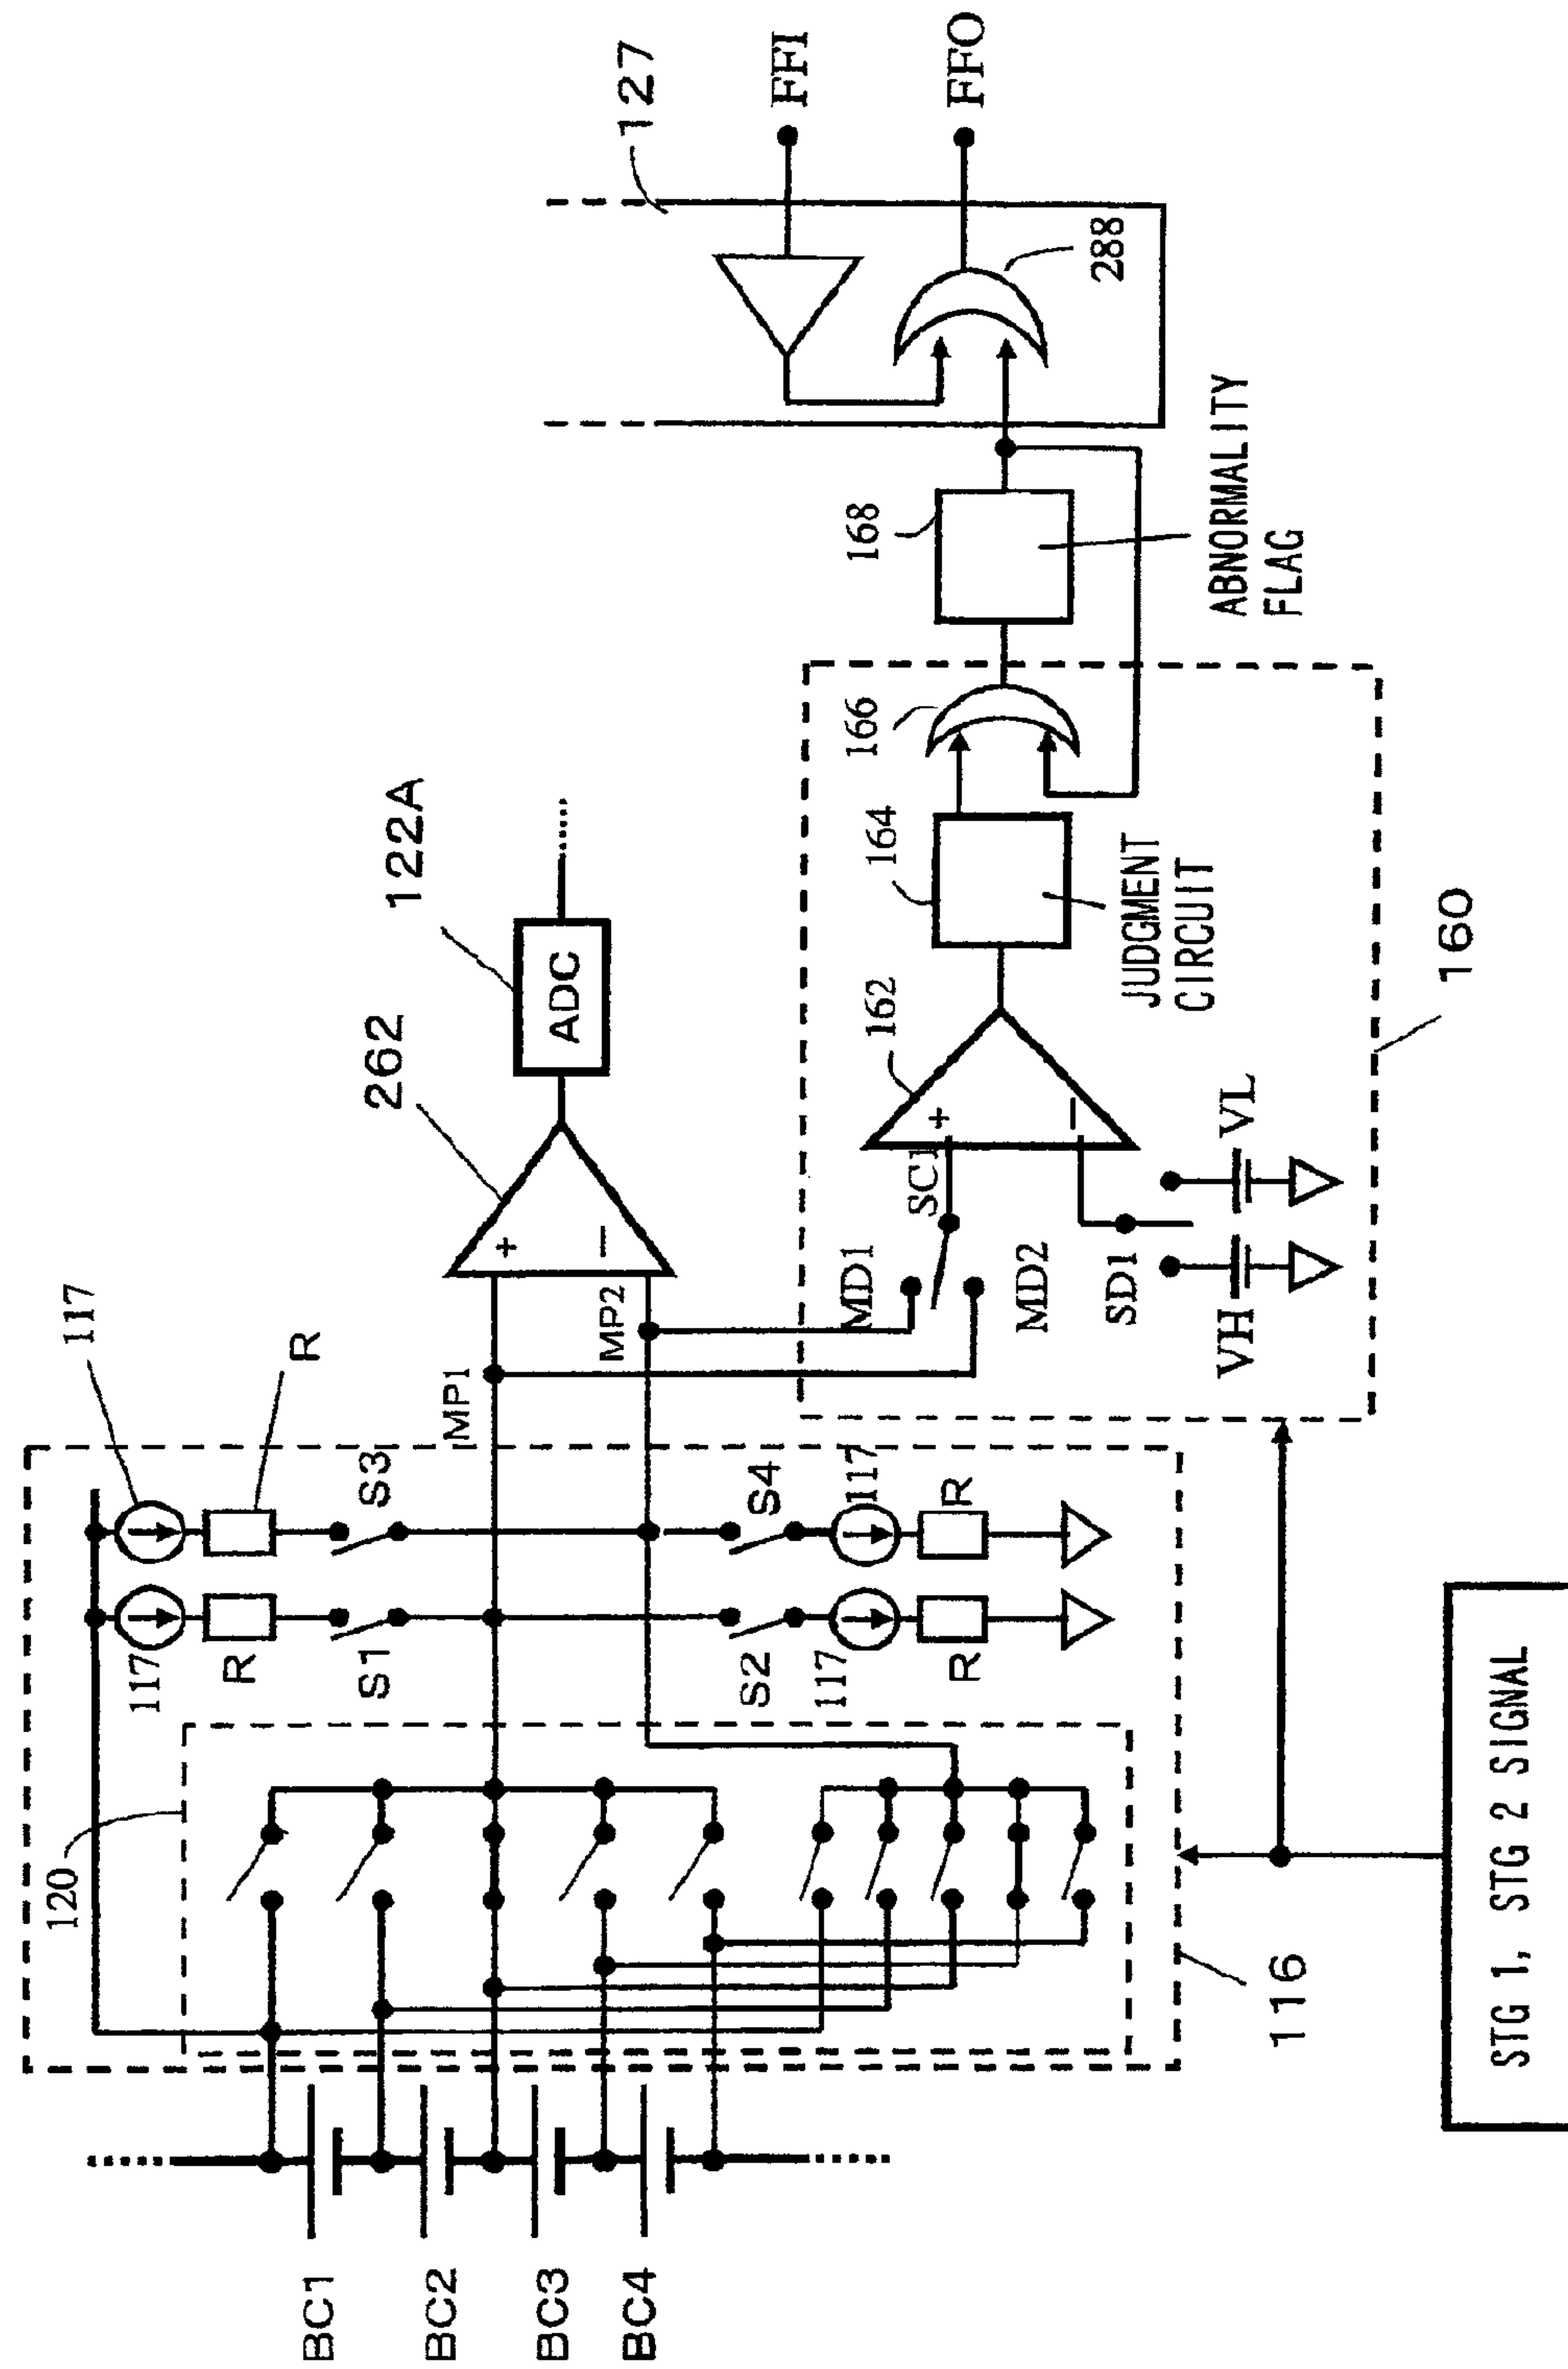 BC1
BC2
BC3
BC4
120
117
R
S1
S3
117
R
S2
S4
117
117
R
R
MP1
MP2
262
122A
ADC
+
−
127
FFI
FFO
288
MD1
SC1
MD2
SD1
VH
VL
162
+
−
164
JUDGMENT
CIRCUIT
166
168
ABNORMALITY
FLAG
160
116
STG 1, STG 2 SIGNAL